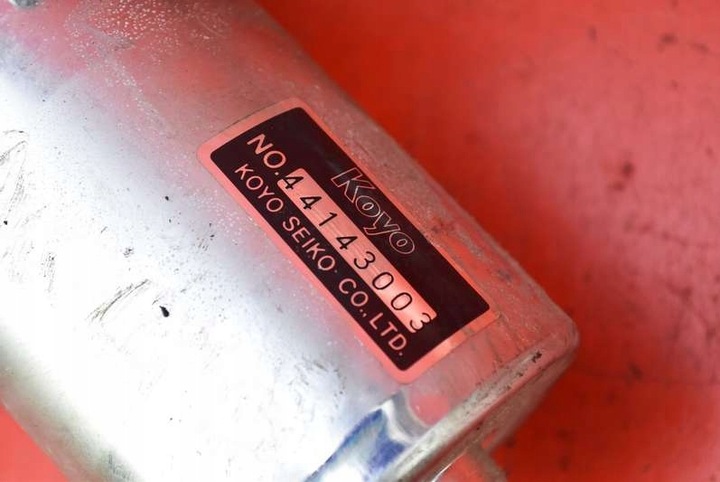 Koyo
NO. 44143003
KOYO SEIKO CO., LTD.